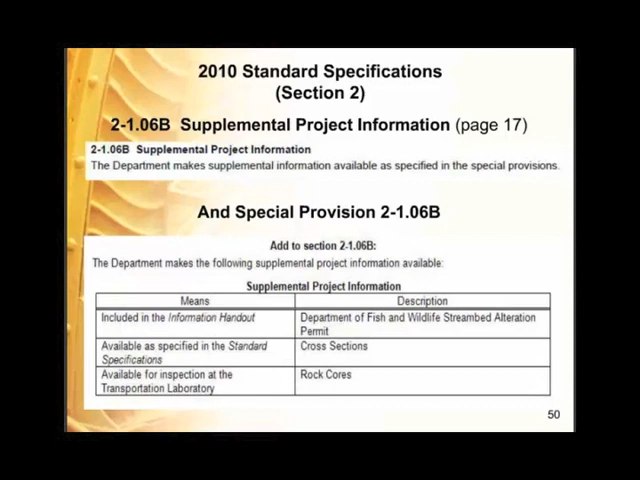 2010 Standard Specifications
(Section 2)
2-1.06B Supplemental Project Information (page 17)
2-1.06B Supplemental Project Information
The Department makes supplemental information available as specified in the special provisions.
And Special Provision 2-1.06B
Add to section 2-1.06B:
The Department makes the following supplemental project information available:
Supplemental Project Information
Means Description
Included in the Information Handout Department of Fish and Wildlife Streambed Alteration
Permit
Available as specified in the Standard Cross Sections
Specifications
Available for inspection at the Rock Cores
Transportation Laboratory
50